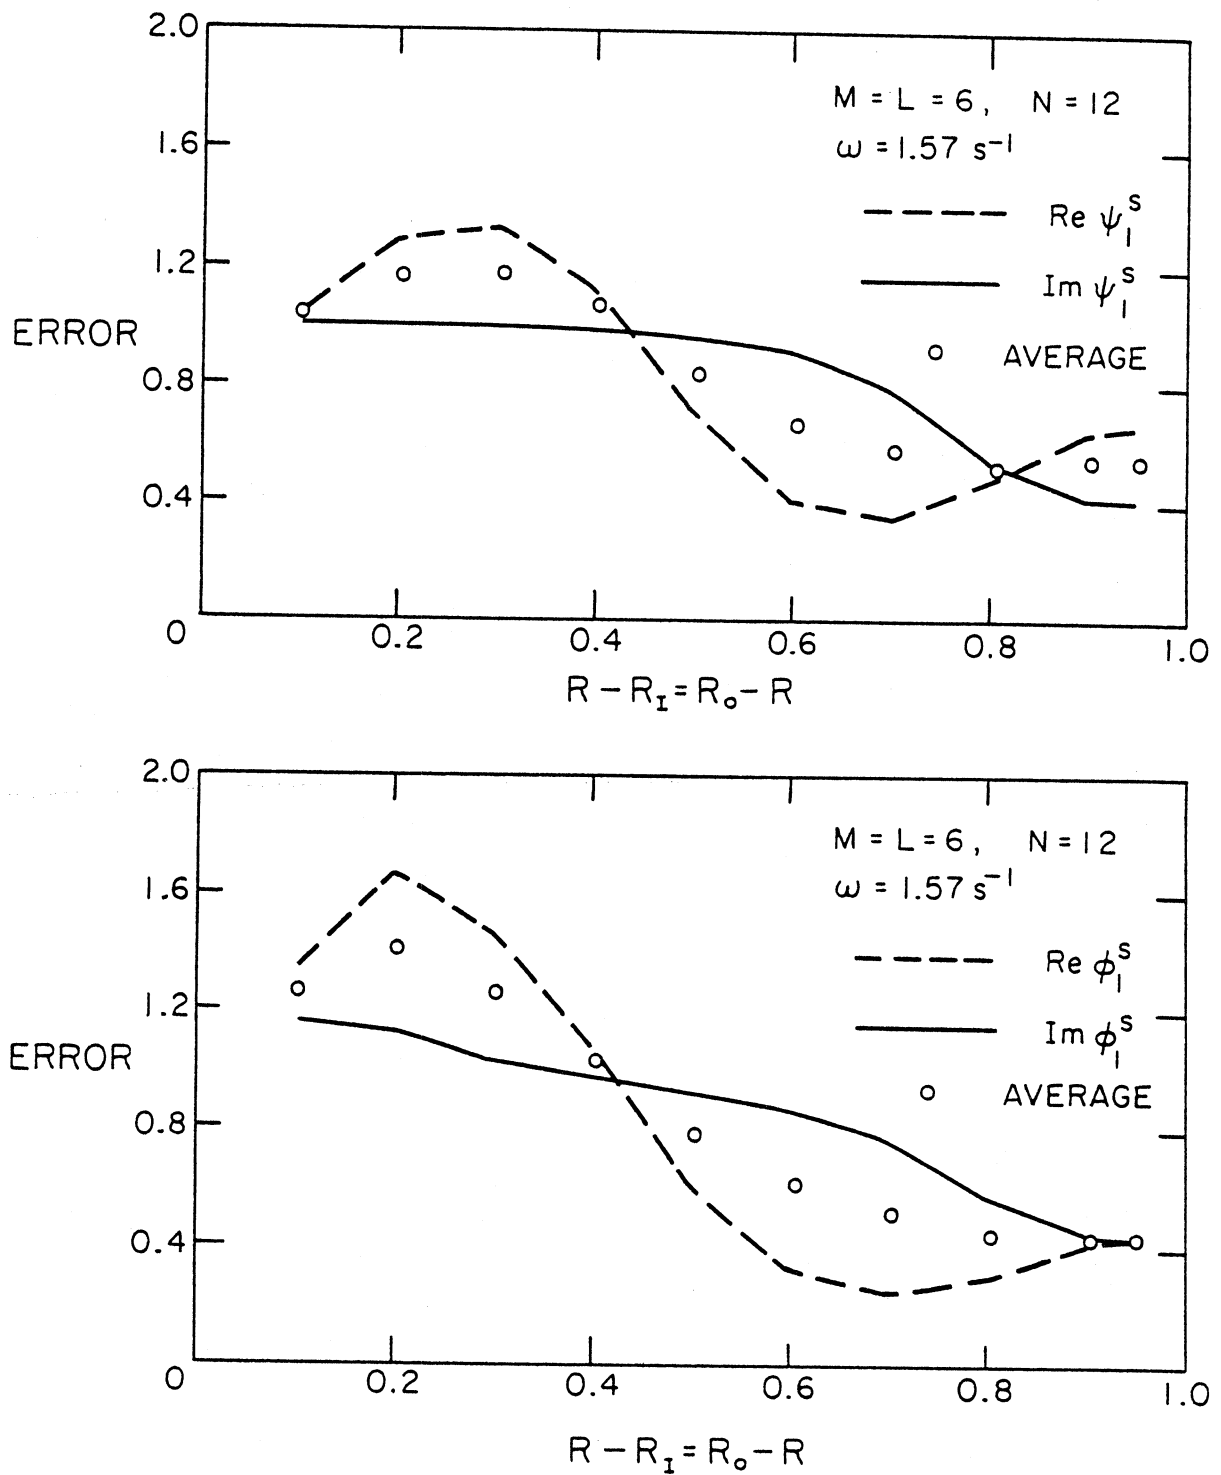 2.0
M = L = 6, N = 12
1.6
ω = 1.57 s⁻¹
Re ψ₁ˢ
1.2
Im ψ₁ˢ
ERROR
AVERAGE
0.8
0.4
0
0.2
0.4
0.6
0.8
1.0
R – R_I = R_o – R
2.0
M = L = 6, N = 12
1.6
ω = 1.57 s⁻¹
Re ϕ₁ˢ
1.2
Im ϕ₁ˢ
ERROR
AVERAGE
0.8
0.4
0
0.2
0.4
0.6
0.8
1.0
R – R_I = R_o – R